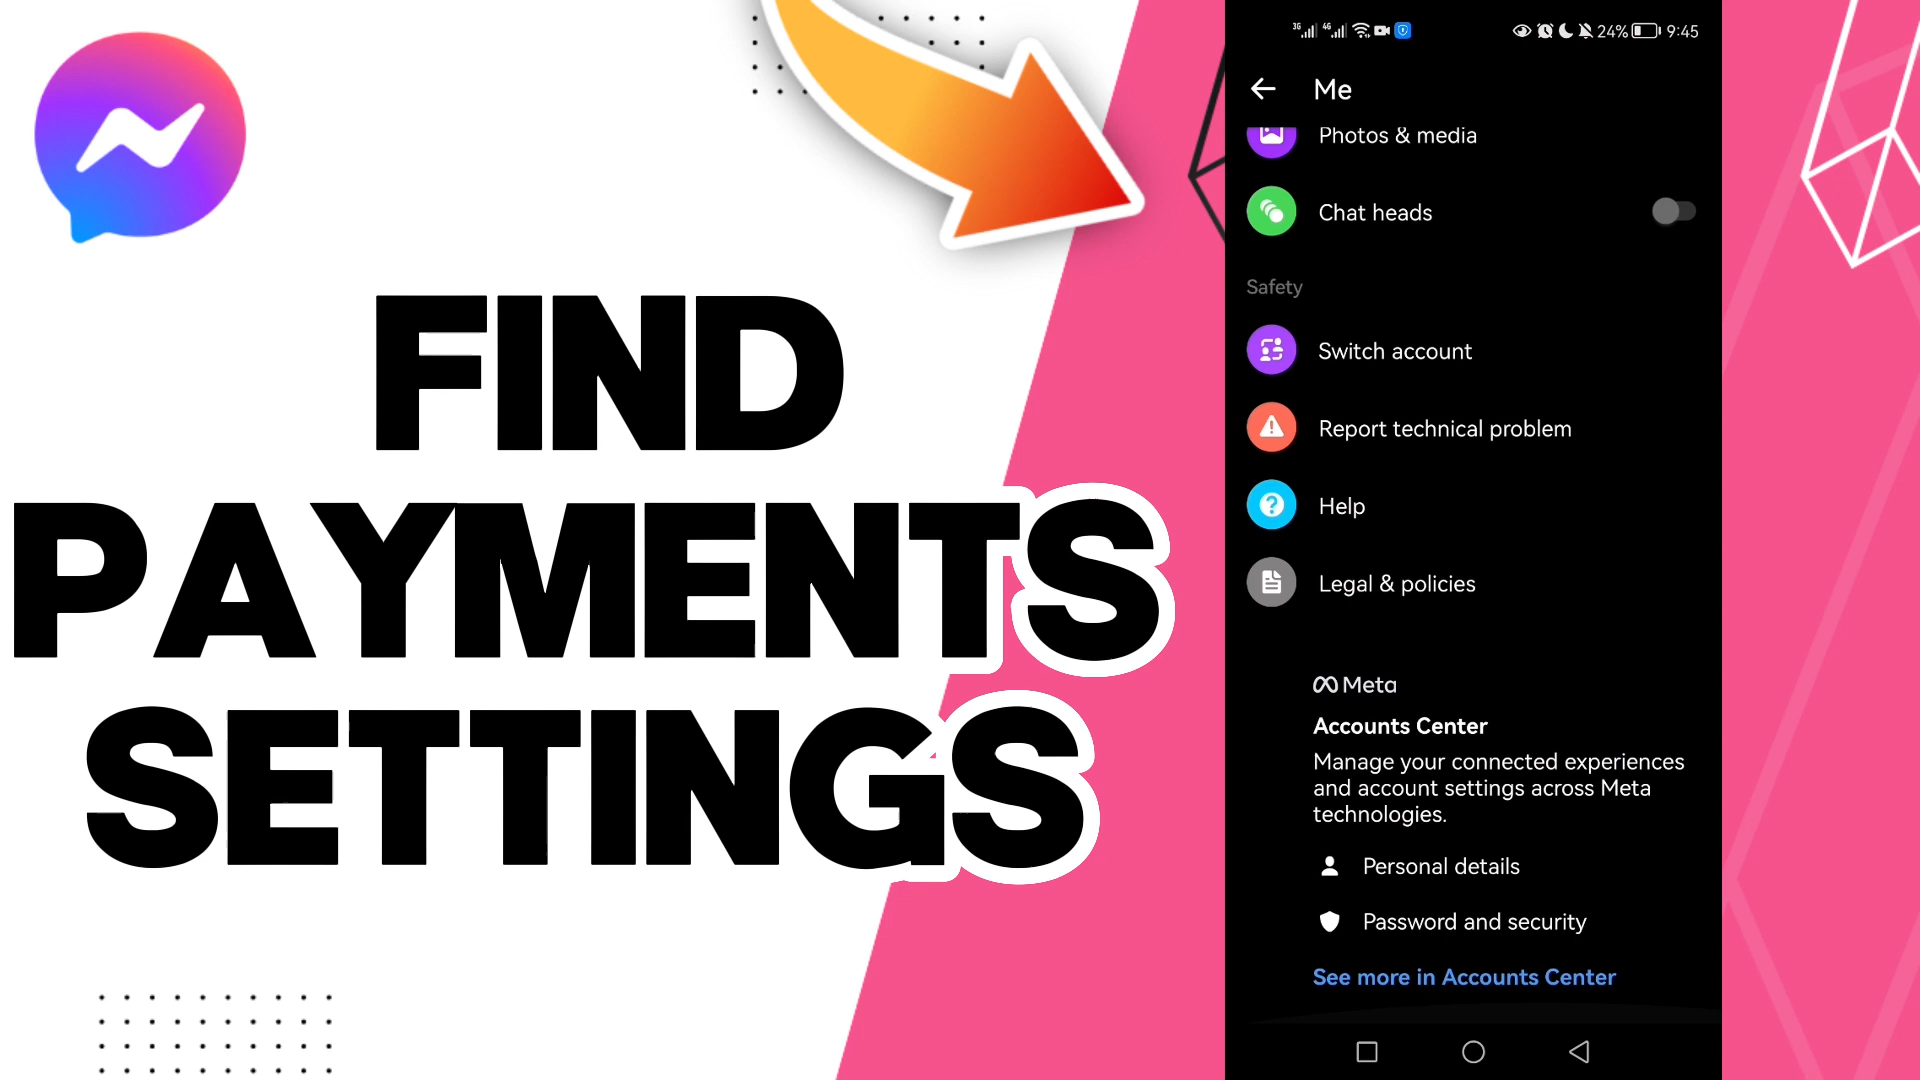 FIND
PAYMENTS
SETTINGS
3G 4G 24% 9:45
Me
Photos & media
Chat heads
Safety
Switch account
Report technical problem
Help
Legal & policies
Meta
Accounts Center
Manage your connected experiences
and account settings across Meta
technologies.
Personal details
Password and security
See more in Accounts Center